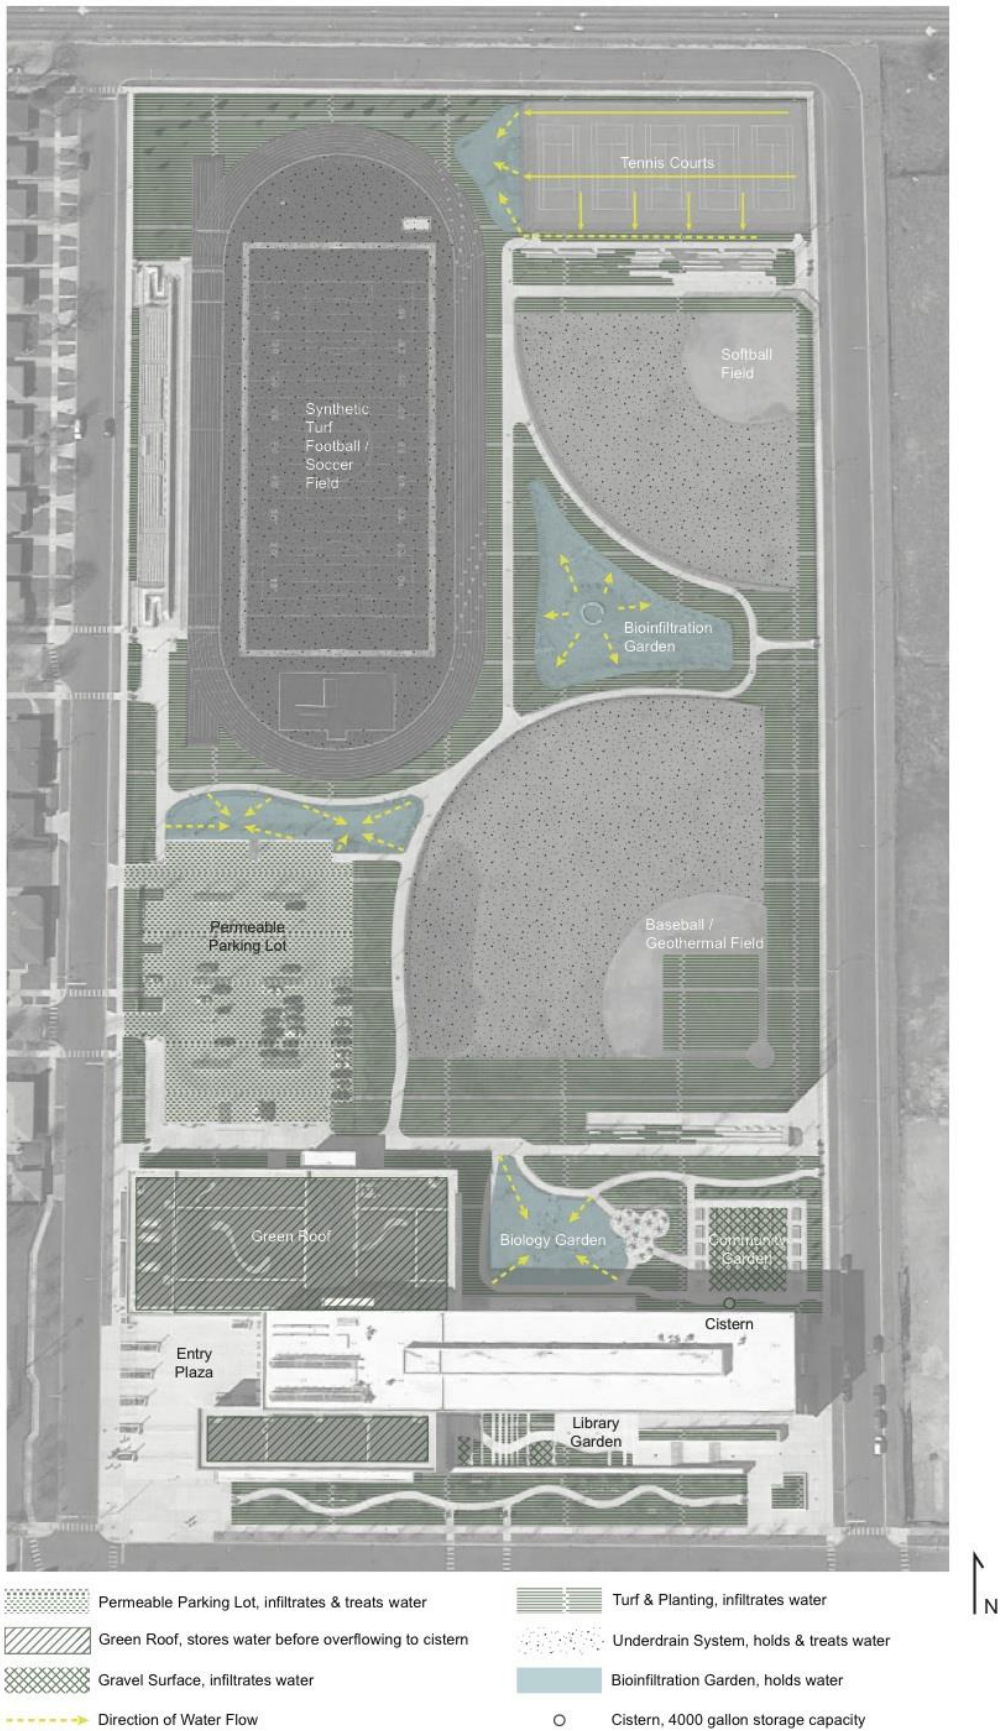 Tennis Courts
Softball
Field
Synthetic
Turf
Football /
Soccer
Field
Bioinfiltration
Garden
Permeable
Parking Lot
Baseball /
Geothermal Field
Green Roof
Biology Garden
Community
Garden
Cistern
Entry
Plaza
Library
Garden
Permeable Parking Lot, infiltrates & treats water
Green Roof, stores water before overflowing to cistern
Gravel Surface, infiltrates water
Direction of Water Flow
Turf & Planting, infiltrates water
Underdrain System, holds & treats water
Bioinfiltration Garden, holds water
Cistern, 4000 gallon storage capacity
N